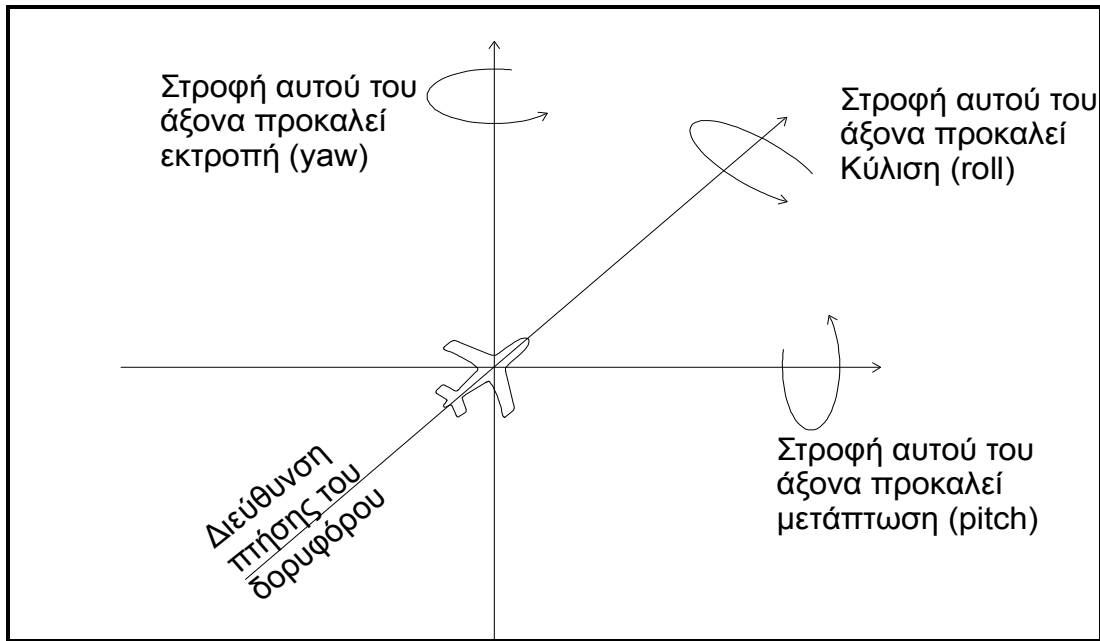 Στροφή αυτού του
άξονα προκαλεί
εκτροπή (yaw)
Στροφή αυτού του
άξονα προκαλεί
Κύλιση (roll)
Στροφή αυτού του
άξονα προκαλεί
μετάπτωση (pitch)
Διεύθυνση
πτήσης του
δορυφόρου